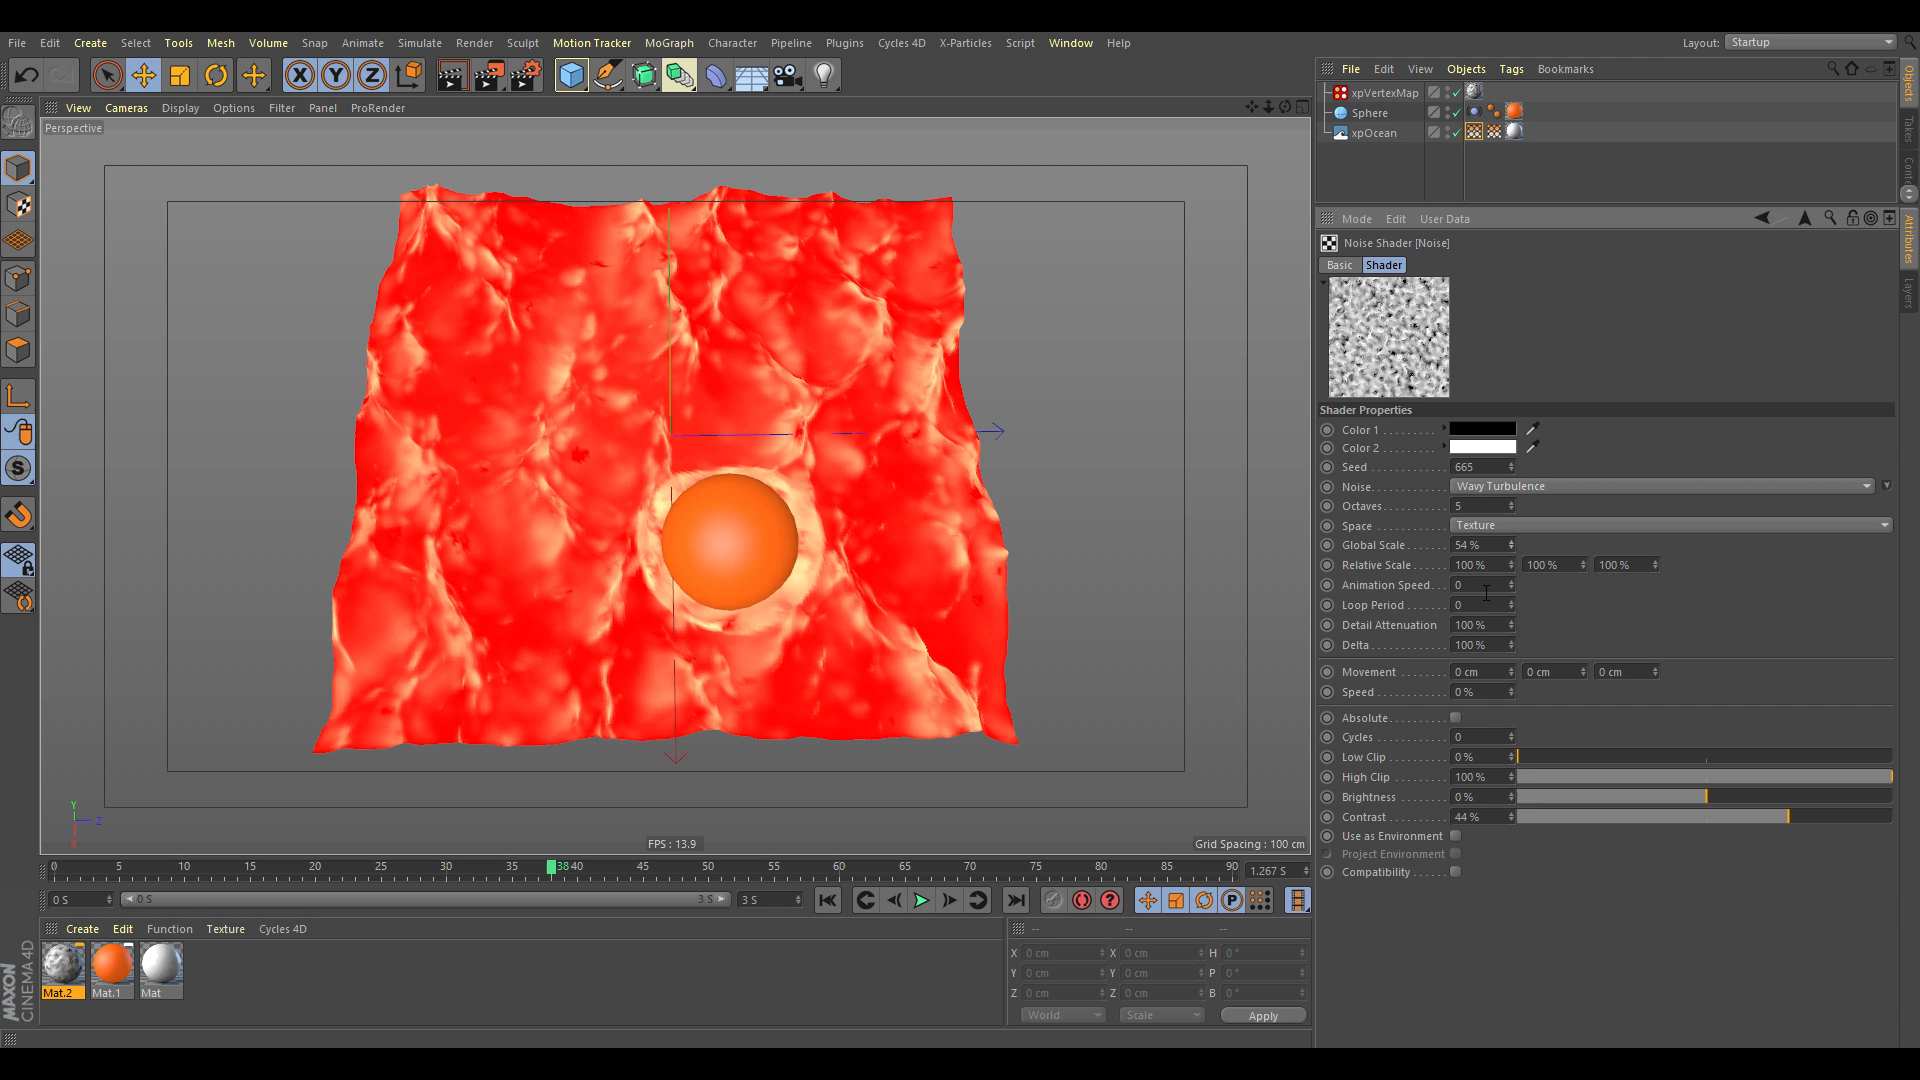 File Edit Create Select Tools Mesh Volume Snap Animate Simulate Render Sculpt Motion Tracker MoGraph Character Pipeline Plugins Cycles 4D X-Particles Script Window Help Layout: Startup
View Cameras Display Options Filter Panel ProRender
Perspective
File Edit View Objects Tags Bookmarks
xpVertexMap
Sphere
xpOcean
Objects
Takes
Attributes
Layers
Mode Edit User Data
Noise Shader [Noise]
Basic Shader
Shader Properties
Color 1
Color 2
Seed 665
Noise Wavy Turbulence
Octaves 5
Space Texture
Global Scale 54 %
Relative Scale 100 % 100 % 100 %
Animation Speed 0
Loop Period 0
Detail Attenuation 100 %
Delta 100 %
Movement 0 cm 0 cm 0 cm
Speed 0 %
Absolute
Cycles 0
Low Clip 0 %
High Clip 100 %
Brightness 0 %
Contrast 44 %
Use as Environment
Project Environment
Compatibility
Y
Z
X
FPS : 13.9
Grid Spacing : 100 cm
0 5 10 15 20 25 30 35 38 40 45 50 55 60 65 70 75 80 85 90 1.267 S
0 S 0 S 3 S 3 S
Create Edit Function Texture Cycles 4D
Mat.2 Mat.1 Mat
-- -- --
X 0 cm X 0 cm H 0 °
Y 0 cm Y 0 cm P 0 °
Z 0 cm Z 0 cm B 0 °
World Scale Apply
MAXON
CINEMA 4D